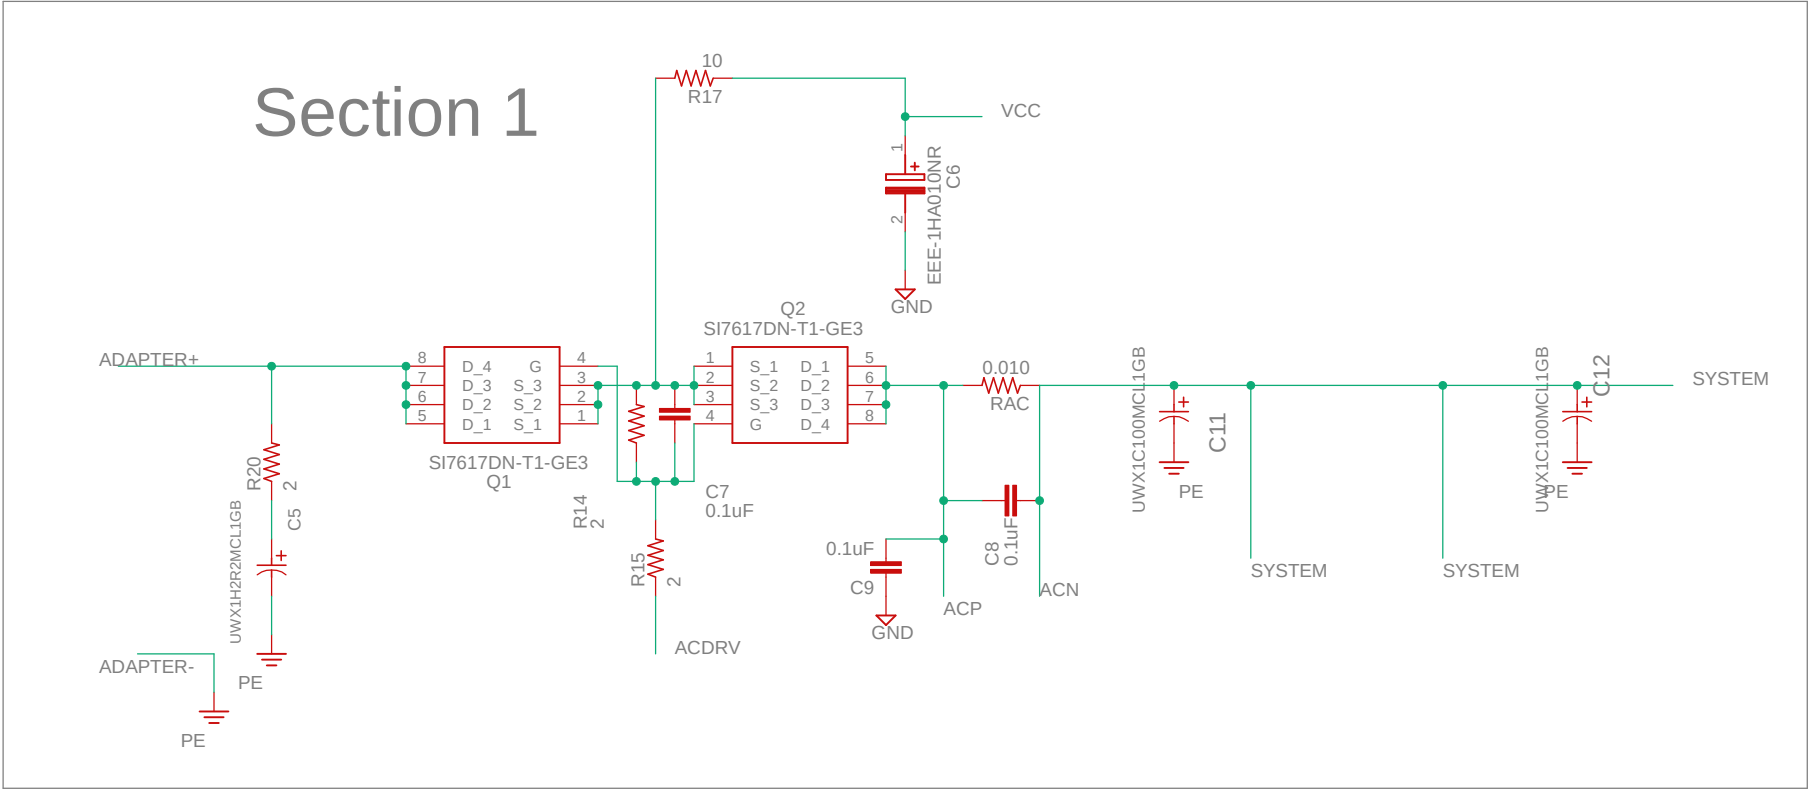 Section 1
10
R17
VCC
1
+
2
EEE-1HA010NR
C6
GND
Q2
SI7617DN-T1-GE3
ADAPTER+
8 D_4 G 4
7 D_3 S_3 3
6 D_2 S_2 2
5 D_1 S_1 1
SI7617DN-T1-GE3
Q1
1 S_1 D_1 5
2 S_2 D_2 6
3 S_3 D_3 7
4 G D_4 8
0.010
RAC
UWX1C100MCL1GB
+
C11
PE
UWX1C100MCL1GB
+
C12
PE
SYSTEM
R20
2
C5
+
UWX1H2R2MCL1GB
PE
R14
2
C7
0.1uF
R15
2
ACDRV
0.1uF
C9
GND
C8
0.1uF
ACP
ACN
SYSTEM
SYSTEM
ADAPTER-
PE